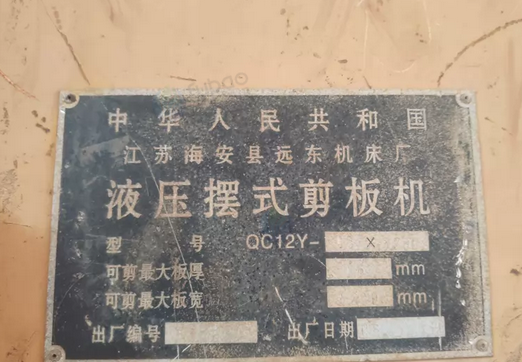 中华人民共和国
江苏海安县远东机床厂
液压摆式剪板机
型 号 QC12Y- X
可剪最大板厚 mm
可剪最大板宽 mm
出厂编号 出厂日期